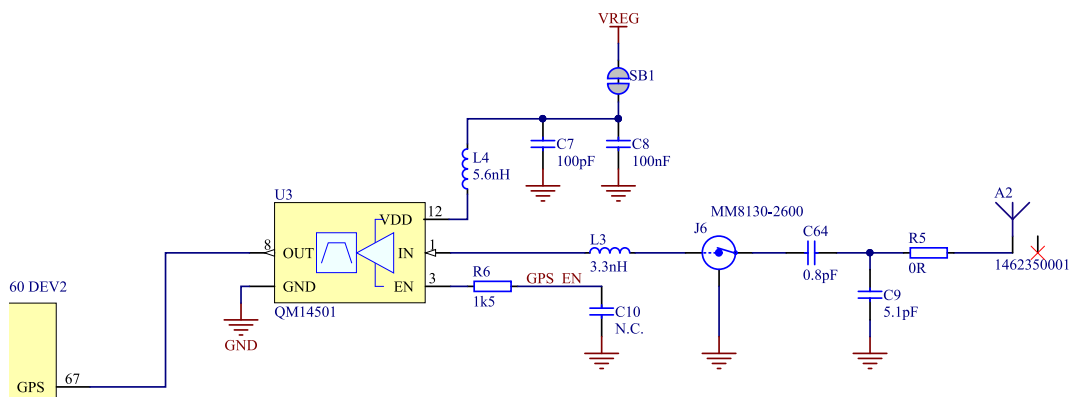 VREG
SB1
C7
100pF
C8
100nF
L4
5.6nH
U3
12
VDD
8
OUT
IN
1
GND
EN
3
QM14501
GND
R6
1k5
GPS_EN
C10
N.C.
L3
3.3nH
MM8130-2600
J6
C64
0.8pF
C9
5.1pF
R5
0R
A2
1462350001
60 DEV2
GPS
67